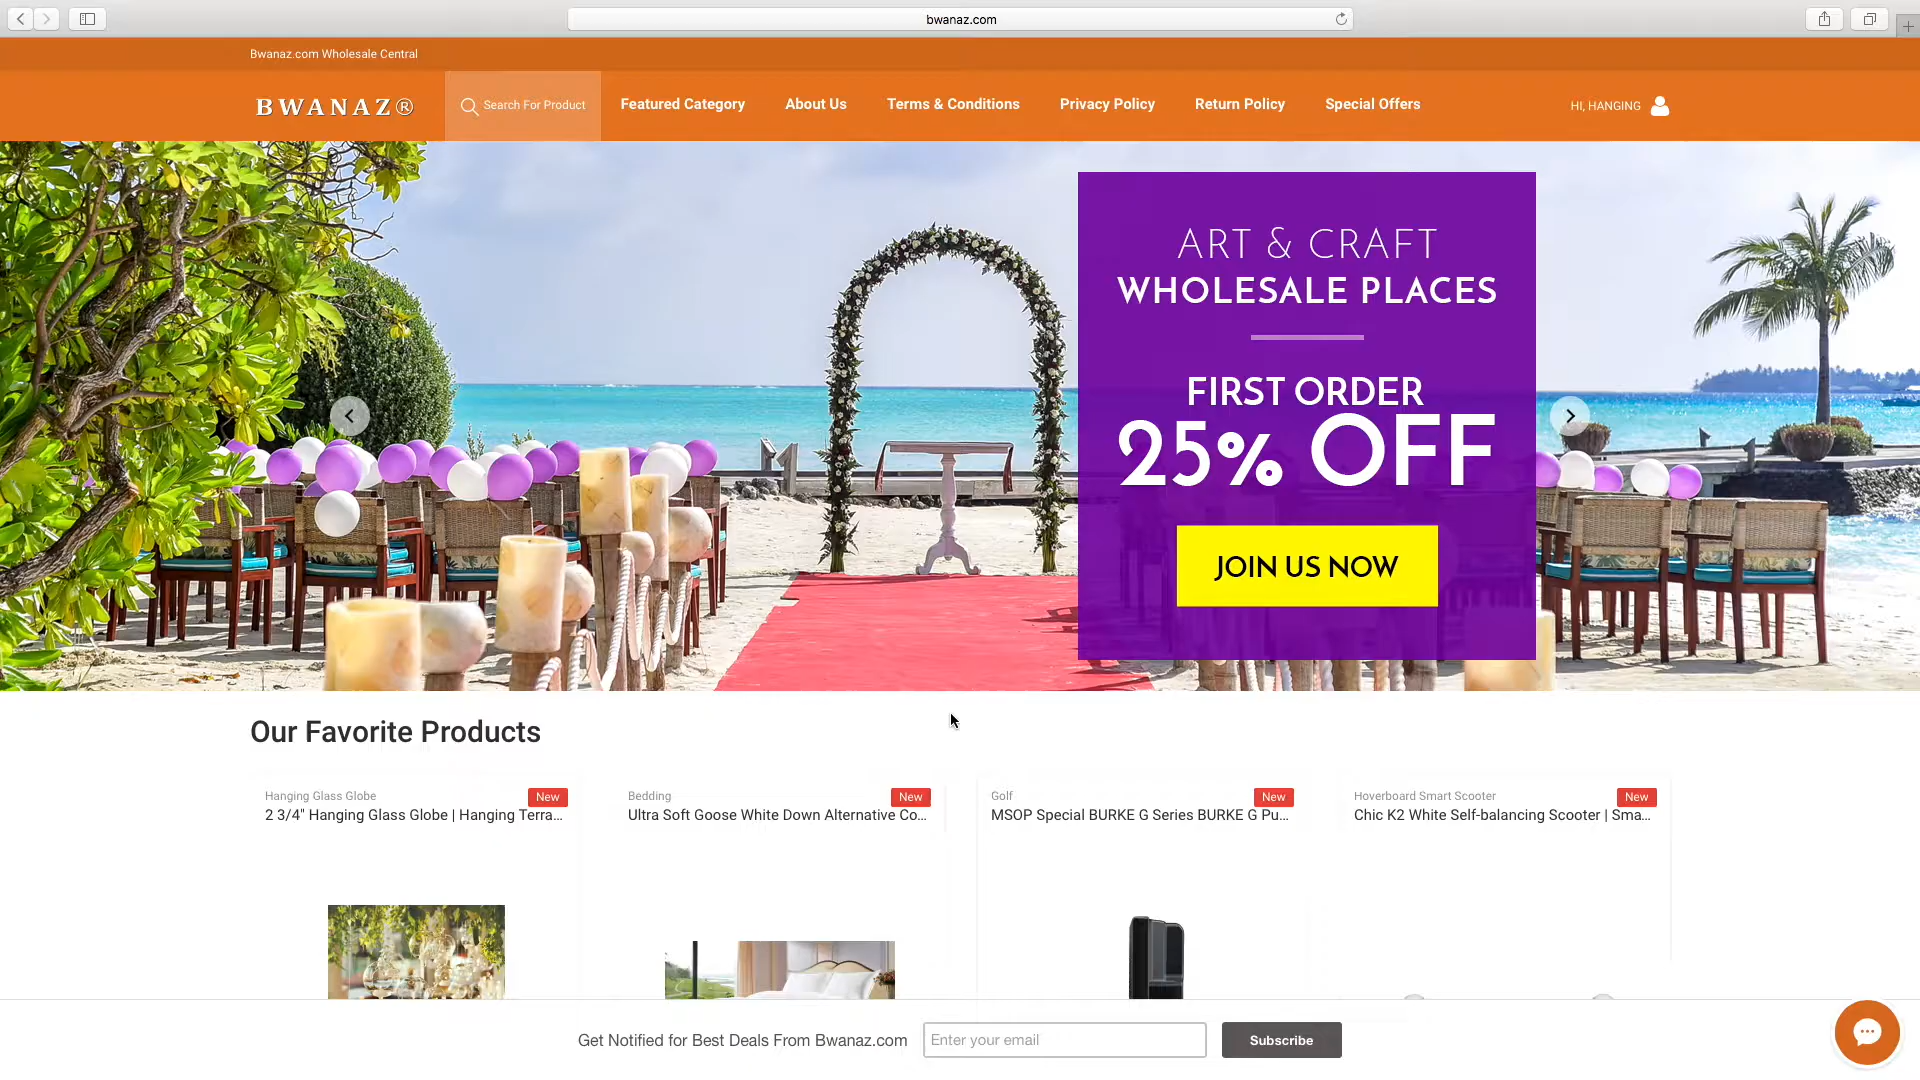 bwanaz.com
Bwanaz.com Wholesale Central
BWANAZ®
Search For Product
Featured Category
About Us
Terms & Conditions
Privacy Policy
Return Policy
Special Offers
HI, HANGING
ART & CRAFT
WHOLESALE PLACES
FIRST ORDER
25% OFF
JOIN US NOW
Our Favorite Products
Hanging Glass Globe
New
2 3/4" Hanging Glass Globe | Hanging Terra...
Bedding
New
Ultra Soft Goose White Down Alternative Co...
Golf
New
MSOP Special BURKE G Series BURKE G Pu...
Hoverboard Smart Scooter
New
Chic K2 White Self-balancing Scooter | Sma...
Get Notified for Best Deals From Bwanaz.com
Enter your email
Subscribe